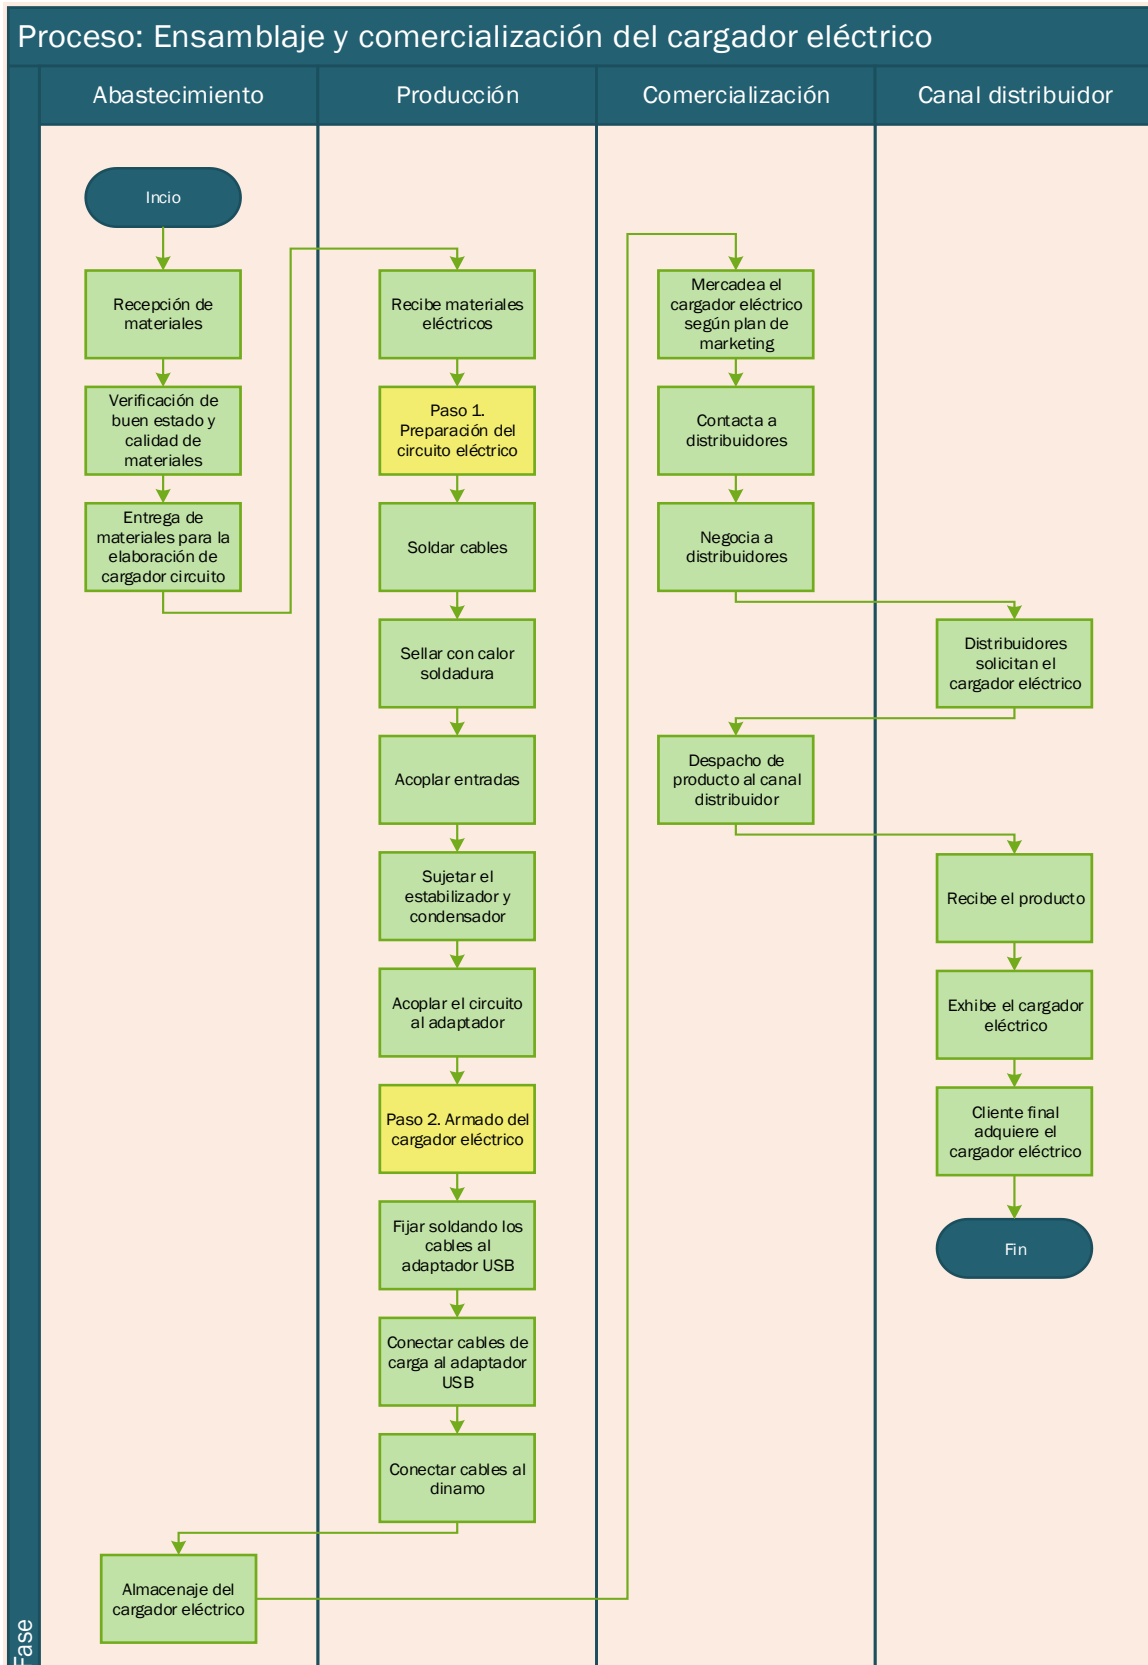 Proceso: Ensamblaje y comercialización del cargador eléctrico
Abastecimiento
Producción
Comercialización
Canal distribuidor
Incio
Recepción de
materiales
Verificación de
buen estado y
calidad de
materiales
Entrega de
materiales para la
elaboración de
cargador circuito
Recibe materiales
eléctricos
Paso 1.
Preparación del
circuito eléctrico
Soldar cables
Sellar con calor
soldadura
Acoplar entradas
Sujetar el
estabilizador y
condensador
Acoplar el circuito
al adaptador
Paso 2. Armado del
cargador eléctrico
Fijar soldando los
cables al
adaptador USB
Conectar cables de
carga al adaptador
USB
Conectar cables al
dinamo
Almacenaje del
cargador eléctrico
Mercadea el
cargador eléctrico
según plan de
marketing
Contacta a
distribuidores
Negocia a
distribuidores
Distribuidores
solicitan el
cargador eléctrico
Despacho de
producto al canal
distribuidor
Recibe el producto
Exhibe el cargador
eléctrico
Cliente final
adquiere el
cargador eléctrico
Fin
Fase